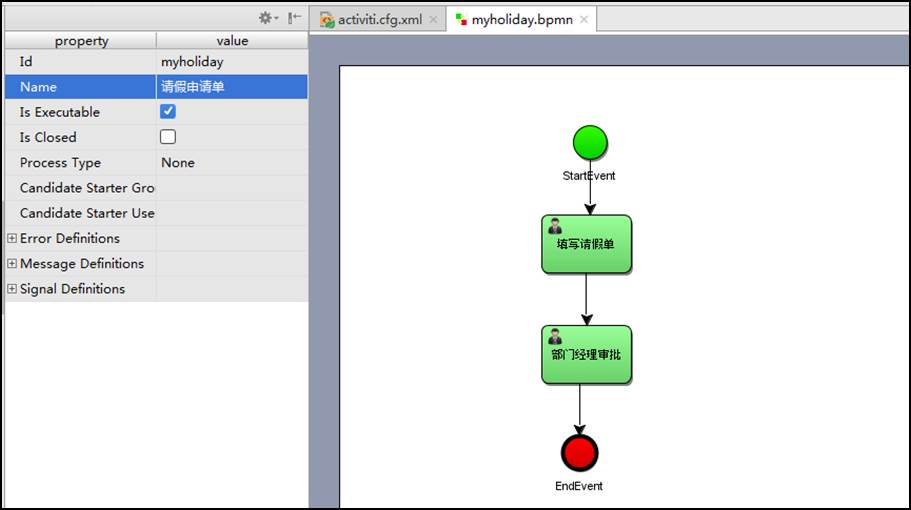 activiti.cfg.xml
myholiday.bpmn
property value
Id myholiday
Name 请假申请单
Is Executable
Is Closed
Process Type None
Candidate Starter Gro
Candidate Starter Use
Error Definitions
Message Definitions
Signal Definitions
StartEvent
填写请假单
部门经理审批
EndEvent